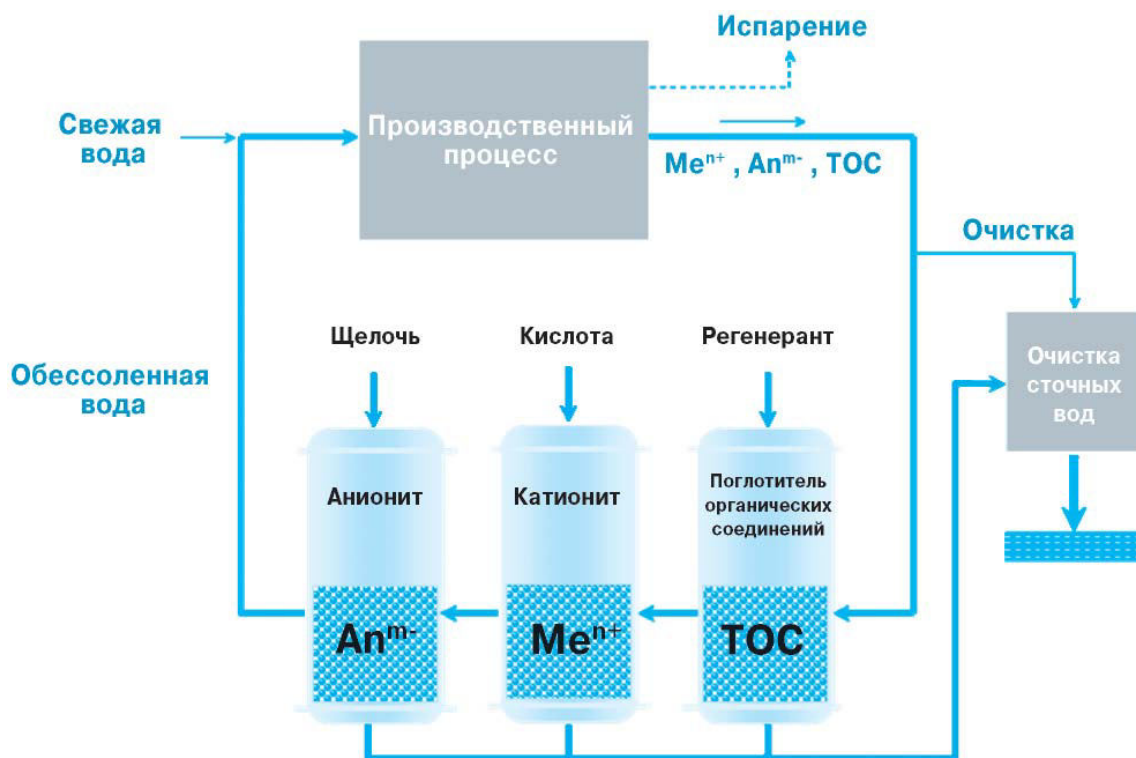 Испарение
Свежая
вода
Производственный
процесс
Meⁿ⁺ , Anᵐ⁻ , TOC
Очистка
Щелочь
Кислота
Регенерант
Обессоленная
вода
Очистка
сточных
вод
Анионит
Катионит
Поглотитель
органических
соединений
Anᵐ⁻
Meⁿ⁺
TOC